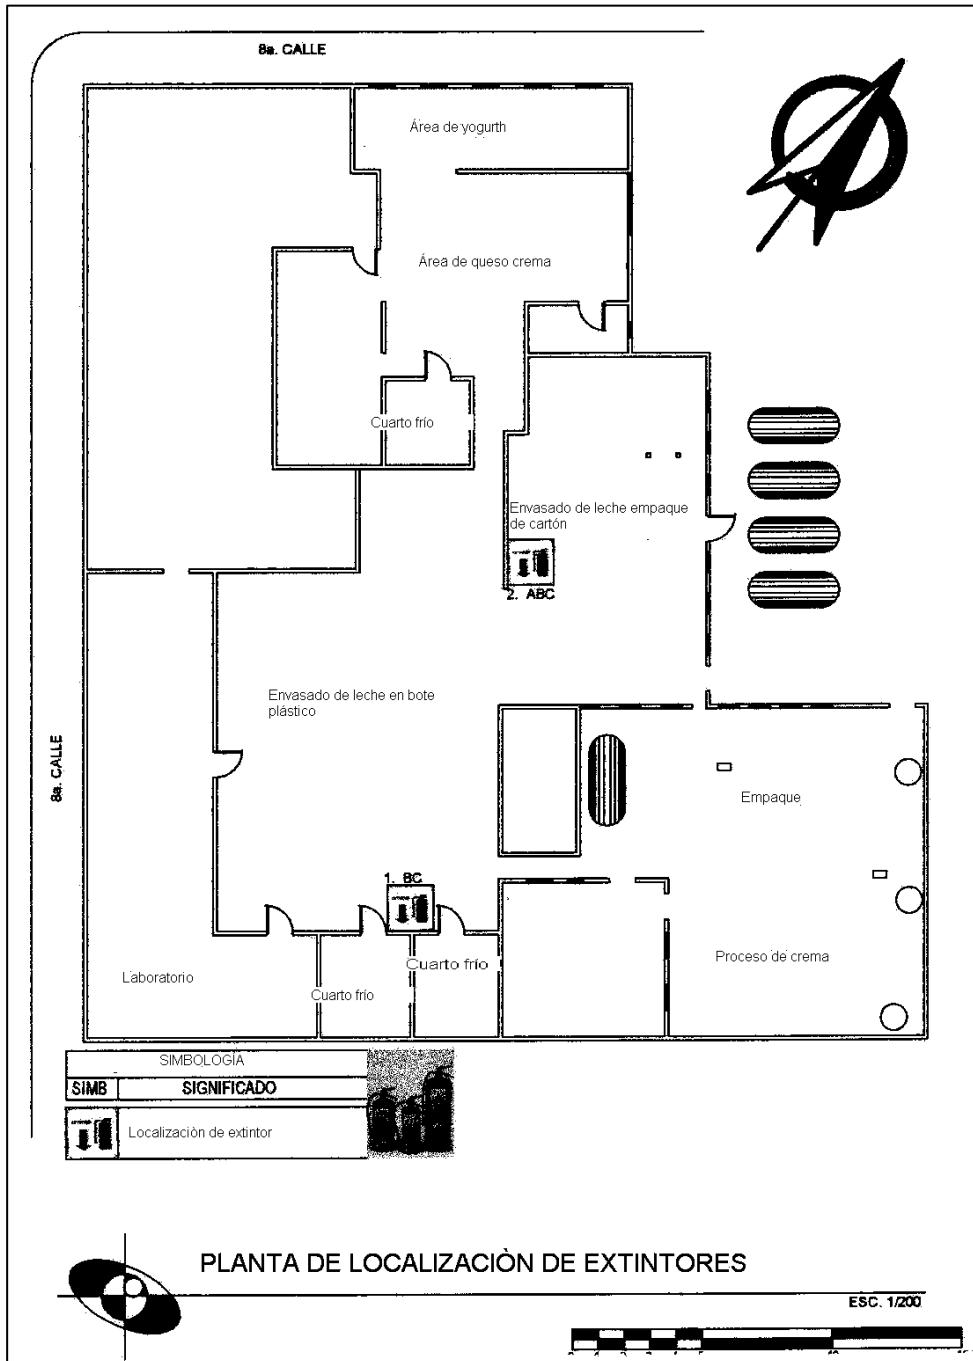 8a. CALLE
Área de yogurth
Área de queso crema
Cuarto frío
Envasado de leche empaque
de cartón
2. ABC
Envasado de leche en bote
plástico
8a. CALLE
Empaque
1. BC
Laboratorio
Cuarto frío
Cuarto frío
Proceso de crema
SIMBOLOGÍA
SIMB SIGNIFICADO
Localizaciòn de extintor
PLANTA DE LOCALIZACIÒN DE EXTINTORES
ESC. 1/200